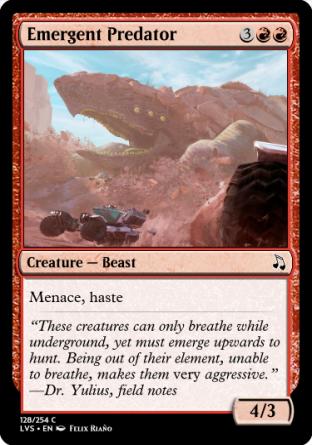 Emergent Predator 3
Creature — Beast
Menace, haste
“These creatures can only breathe while
underground, yet must emerge upwards to
hunt. Being out of their element, unable
to breathe, makes them very aggressive.”
—Dr. Yulius, field notes
4/3
128/254 C
LVS • EN Felix Riaño